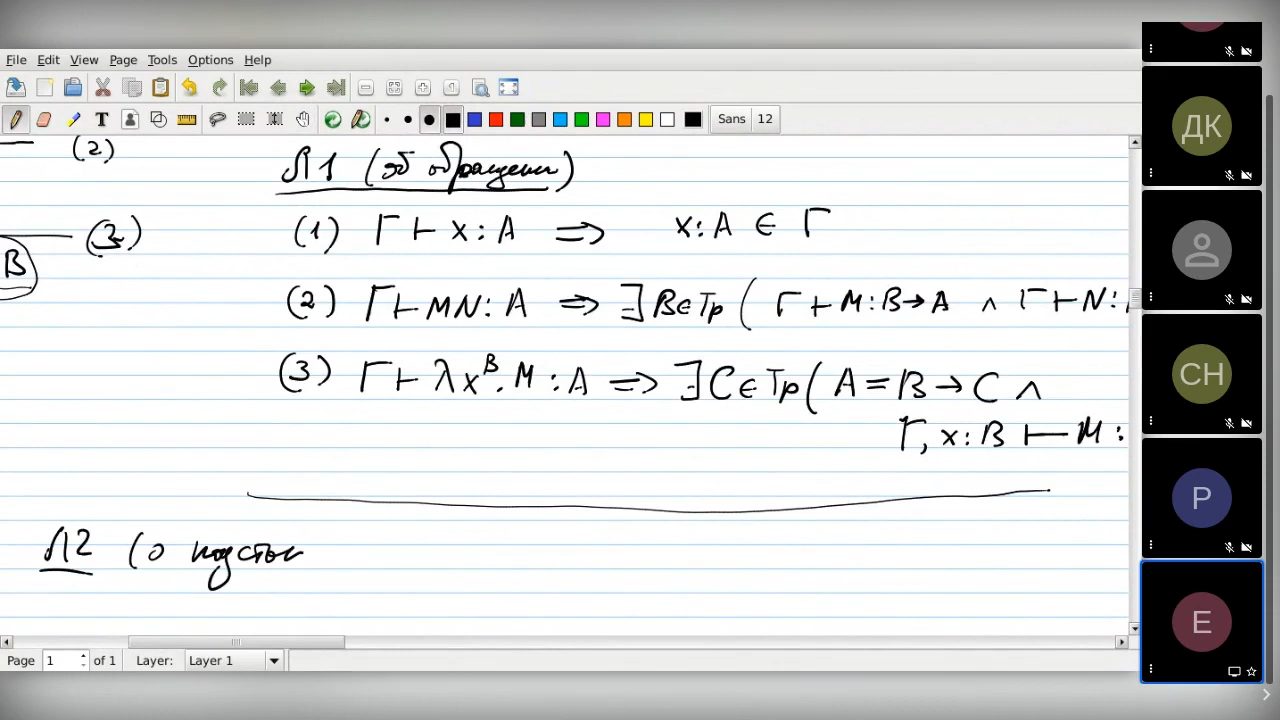 File Edit View Page Tools Options Help
Sans 12
(2)
Л1 (об обращении)
ДК
(3)
(1) Γ ⊢ x : A ⇒ x : A ∈ Γ
B
(2) Γ ⊢ MN : A ⇒ ∃B∈Tp ( Γ ⊢ M : B → A ∧ Γ ⊢ N :
(3) Γ ⊢ λx^B. M : A ⇒ ∃C∈Tp ( A = B → C ∧
CH
Γ, x : B ⊢ M :
P
Л2 (о подстан
E
Page 1 of 1 Layer: Layer 1